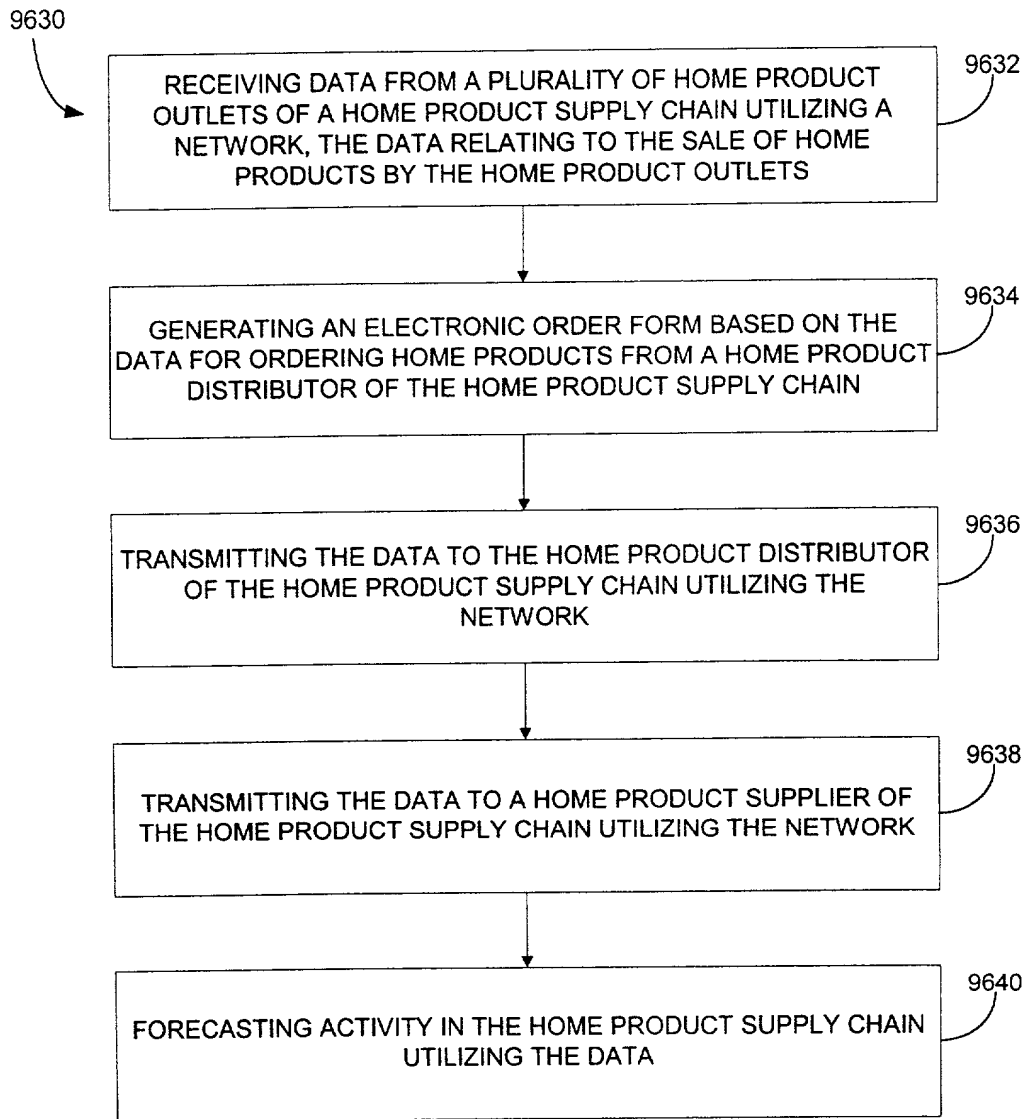 9630
RECEIVING DATA FROM A PLURALITY OF HOME PRODUCT
OUTLETS OF A HOME PRODUCT SUPPLY CHAIN UTILIZING A
NETWORK, THE DATA RELATING TO THE SALE OF HOME
PRODUCTS BY THE HOME PRODUCT OUTLETS
9632
GENERATING AN ELECTRONIC ORDER FORM BASED ON THE
DATA FOR ORDERING HOME PRODUCTS FROM A HOME PRODUCT
DISTRIBUTOR OF THE HOME PRODUCT SUPPLY CHAIN
9634
TRANSMITTING THE DATA TO THE HOME PRODUCT DISTRIBUTOR
OF THE HOME PRODUCT SUPPLY CHAIN UTILIZING THE
NETWORK
9636
TRANSMITTING THE DATA TO A HOME PRODUCT SUPPLIER OF
THE HOME PRODUCT SUPPLY CHAIN UTILIZING THE NETWORK
9638
FORECASTING ACTIVITY IN THE HOME PRODUCT SUPPLY CHAIN
UTILIZING THE DATA
9640